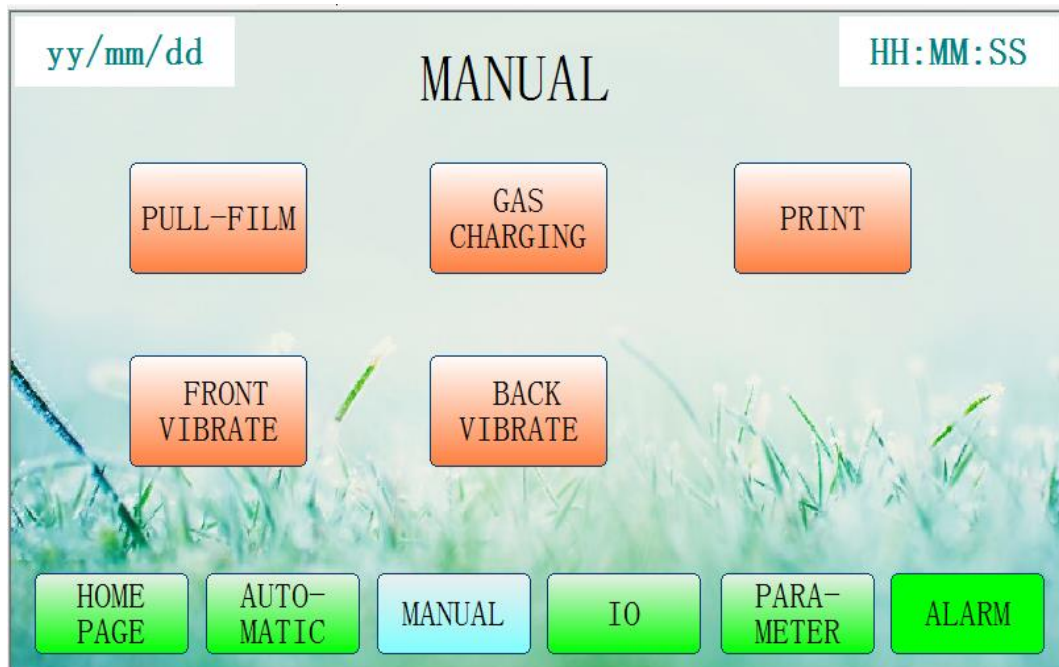 yy/mm/dd
HH:MM:SS
MANUAL
PULL-FILM
GAS
CHARGING
PRINT
FRONT
VIBRATE
BACK
VIBRATE
HOME
PAGE
AUTO-
MATIC
MANUAL
IO
PARA-
METER
ALARM